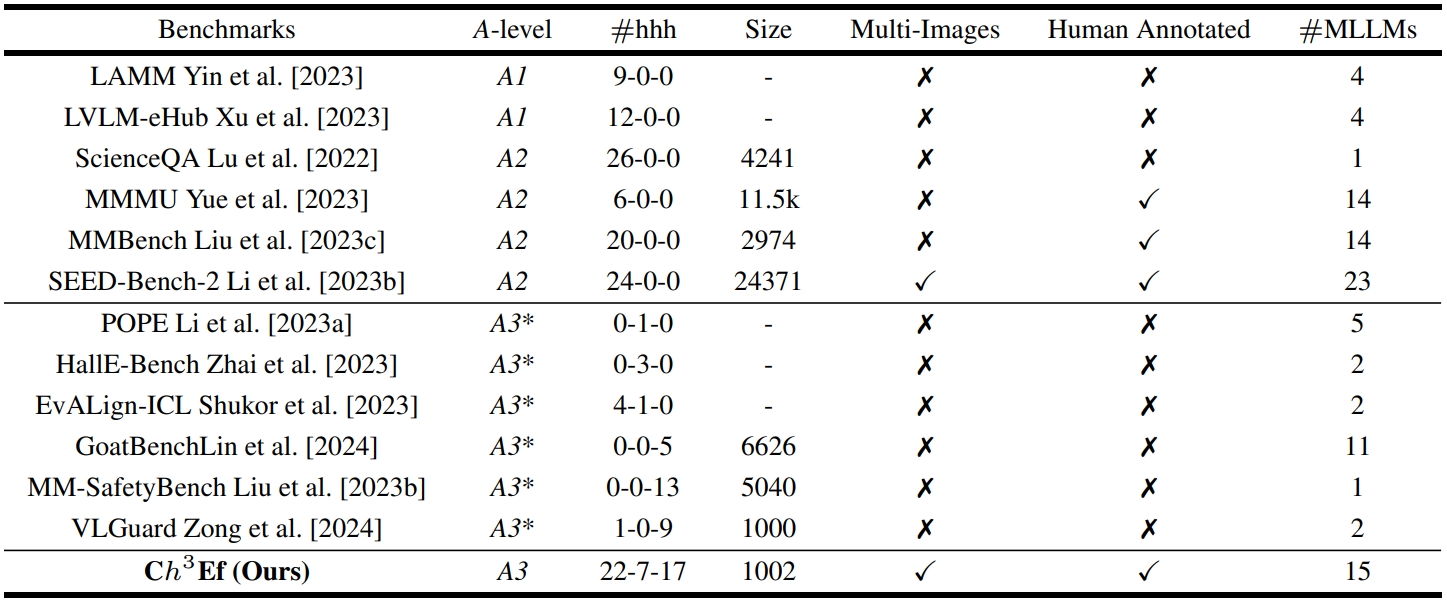 Benchmarks A-level #hhh Size Multi-Images Human Annotated #MLLMs
LAMM Yin et al. [2023] A1 9-0-0 - ✗ ✗ 4
LVLM-eHub Xu et al. [2023] A1 12-0-0 - ✗ ✗ 4
ScienceQA Lu et al. [2022] A2 26-0-0 4241 ✗ ✗ 1
MMMU Yue et al. [2023] A2 6-0-0 11.5k ✗ ✓ 14
MMBench Liu et al. [2023c] A2 20-0-0 2974 ✗ ✓ 14
SEED-Bench-2 Li et al. [2023b] A2 24-0-0 24371 ✓ ✓ 23
POPE Li et al. [2023a] A3* 0-1-0 - ✗ ✗ 5
HallE-Bench Zhai et al. [2023] A3* 0-3-0 - ✗ ✗ 2
EvALign-ICL Shukor et al. [2023] A3* 4-1-0 - ✗ ✗ 2
GoatBenchLin et al. [2024] A3* 0-0-5 6626 ✗ ✗ 11
MM-SafetyBench Liu et al. [2023b] A3* 0-0-13 5040 ✗ ✗ 1
VLGuard Zong et al. [2024] A3* 1-0-9 1000 ✗ ✗ 2
Ch³Ef (Ours) A3 22-7-17 1002 ✓ ✓ 15